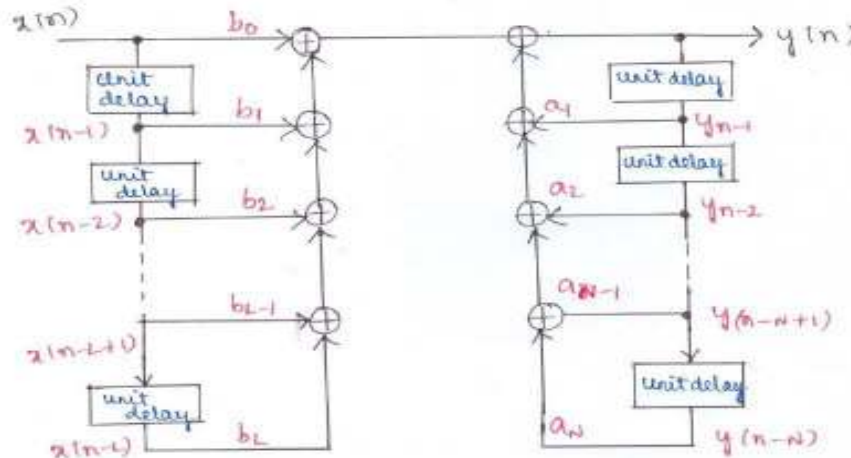 x(n) b0 y(n)
Unit delay unit delay
x(n-1) b1 a1 yn-1
unit delay unit delay
x(n-2) b2 a2 yn-2
bL-1 aN-1
x(n-L+1) y(n-N+1)
unit delay unit delay
x(n-L) bL aN y(n-N)